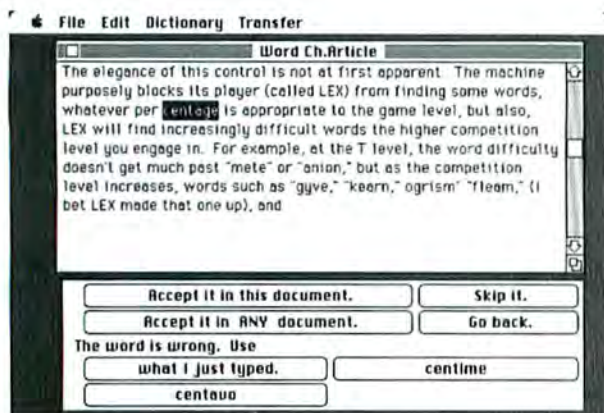 File Edit Dictionary Transfer
Word Ch.Article
The elegance of this control is not at first apparent. The machine
purposely blocks its player (called LEX) from finding some words,
whatever per centage is appropriate to the game level, but also,
LEX will find increasingly difficult words the higher competition
level you engage in. For example, at the T level, the word difficulty
doesn't get much past "mete" or "anion," but as the competition
level increases, words such as "gyve," "kearn," ogrism' "fleam," (I
bet LEX made that one up), and
Accept it in this document. Skip it.
Accept it in ANY document. Go back.
The word is wrong. Use
what I just typed. centime
centavo